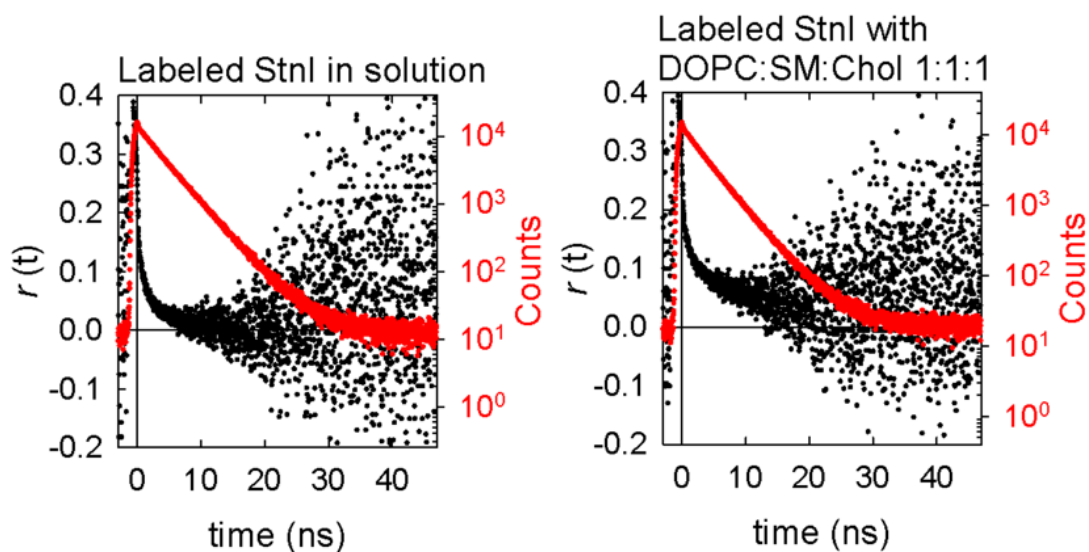 Labeled StnI in solution
0.4
0.3
0.2
0.1
0.0
-0.1
-0.2
r (t)
10⁴
10³
10²
10¹
10⁰
Counts
0 10 20 30 40
time (ns)
Labeled StnI with
DOPC:SM:Chol 1:1:1
0.4
0.3
0.2
0.1
0.0
-0.1
-0.2
r (t)
10⁴
10³
10²
10¹
10⁰
Counts
0 10 20 30 40
time (ns)